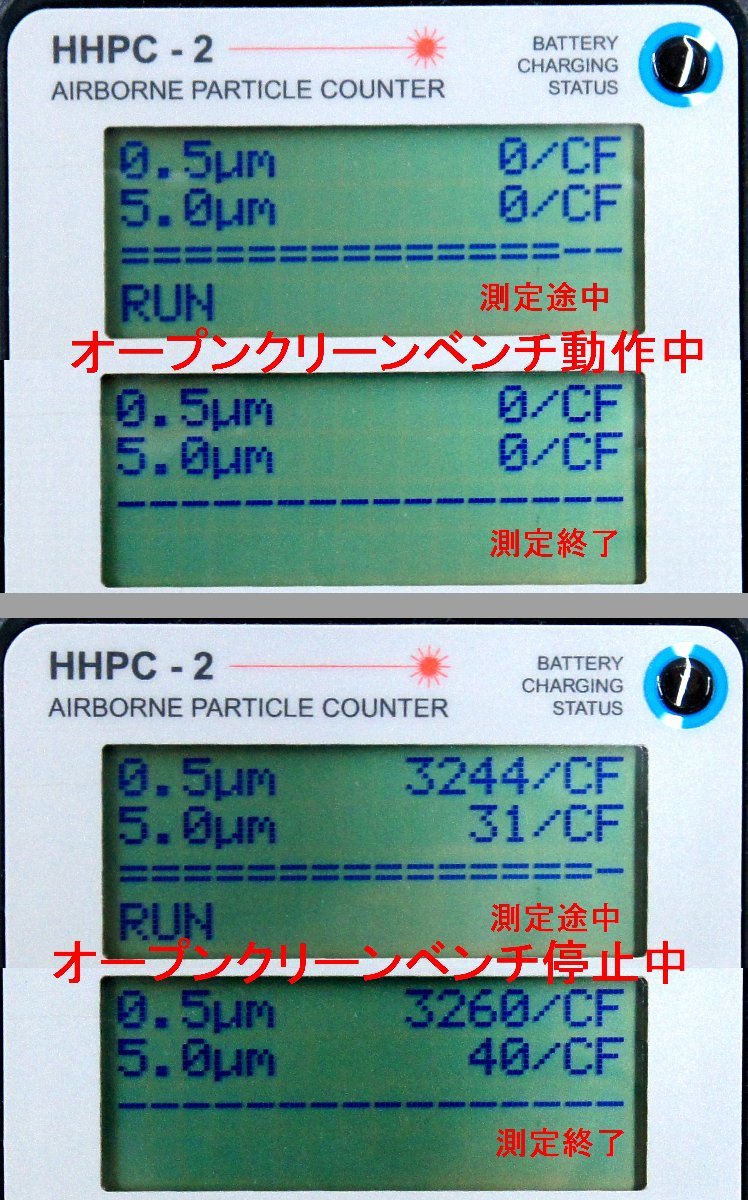 HHPC - 2
AIRBORNE PARTICLE COUNTER
BATTERY
CHARGING
STATUS
0.5µm 0/CF
5.0µm 0/CF
==============--
RUN 測定途中
オープンクリーンベンチ動作中
0.5µm 0/CF
5.0µm 0/CF
----------------
測定終了
HHPC - 2
AIRBORNE PARTICLE COUNTER
BATTERY
CHARGING
STATUS
0.5µm 3244/CF
5.0µm 31/CF
===============-
RUN 測定途中
オープンクリーンベンチ停止中
0.5µm 3260/CF
5.0µm 40/CF
----------------
測定終了